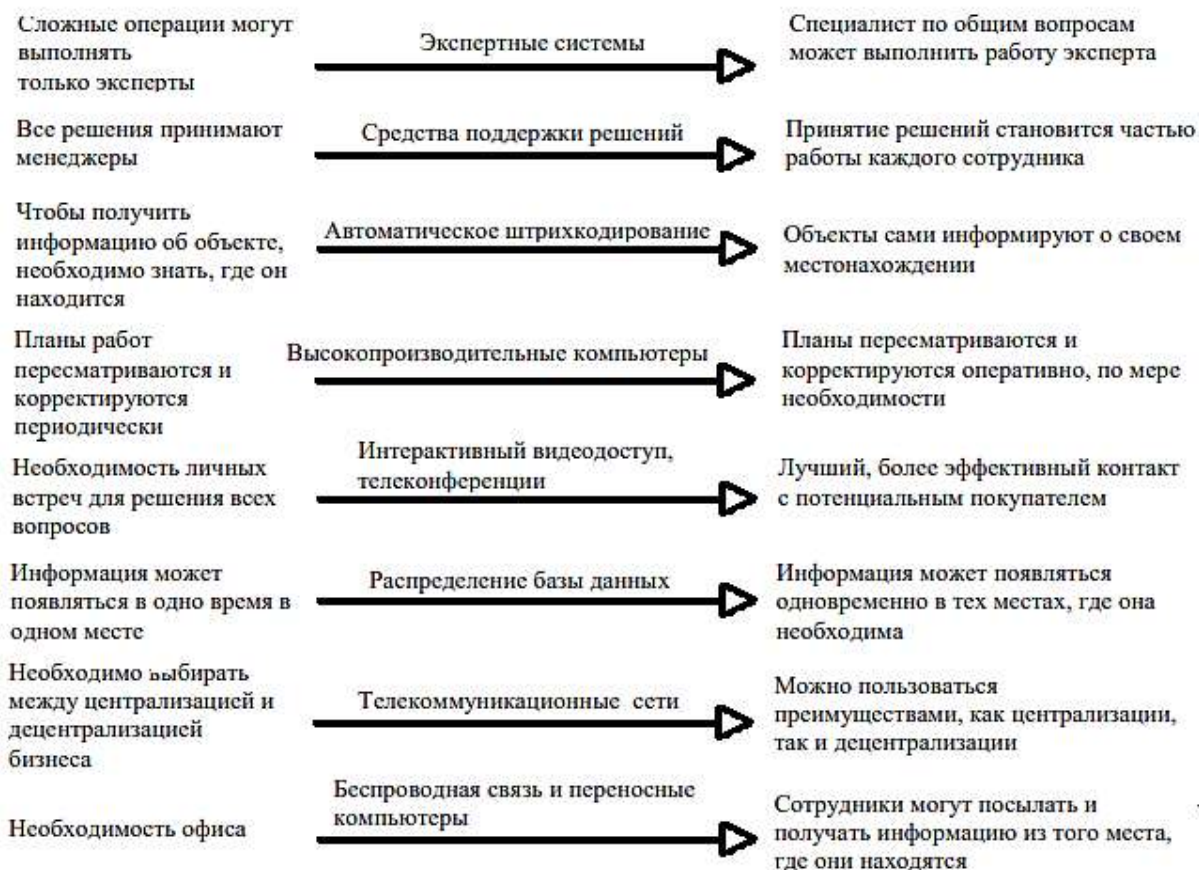 Сложные операции могут
выполнять
только эксперты
Экспертные системы
Специалист по общим вопросам
может выполнить работу эксперта
Все решения принимают
менеджеры
Средства поддержки решений
Принятие решений становится частью
работы каждого сотрудника
Чтобы получить
информацию об объекте,
необходимо знать, где он
находится
Автоматическое штрихкодирование
Объекты сами информируют о своем
местонахождении
Планы работ
пересматриваются и
корректируются
периодически
Высокопроизводительные компьютеры
Планы пересматриваются и
корректируются оперативно, по мере
необходимости
Необходимость личных
встреч для решения всех
вопросов
Интерактивный видеодоступ,
телеконференции
Лучший, более эффективный контакт
с потенциальным покупателем
Информация может
появляться в одно время в
одном месте
Распределение базы данных
Информация может появляться
одновременно в тех местах, где она
необходима
Необходимо выбирать
между централизацией и
децентрализацией
бизнеса
Телекоммуникационные сети
Можно пользоваться
преимуществами, как централизации,
так и децентрализации
Необходимость офиса
Беспроводная связь и переносные
компьютеры
Сотрудники могут посылать и
получать информацию из того места,
где они находятся